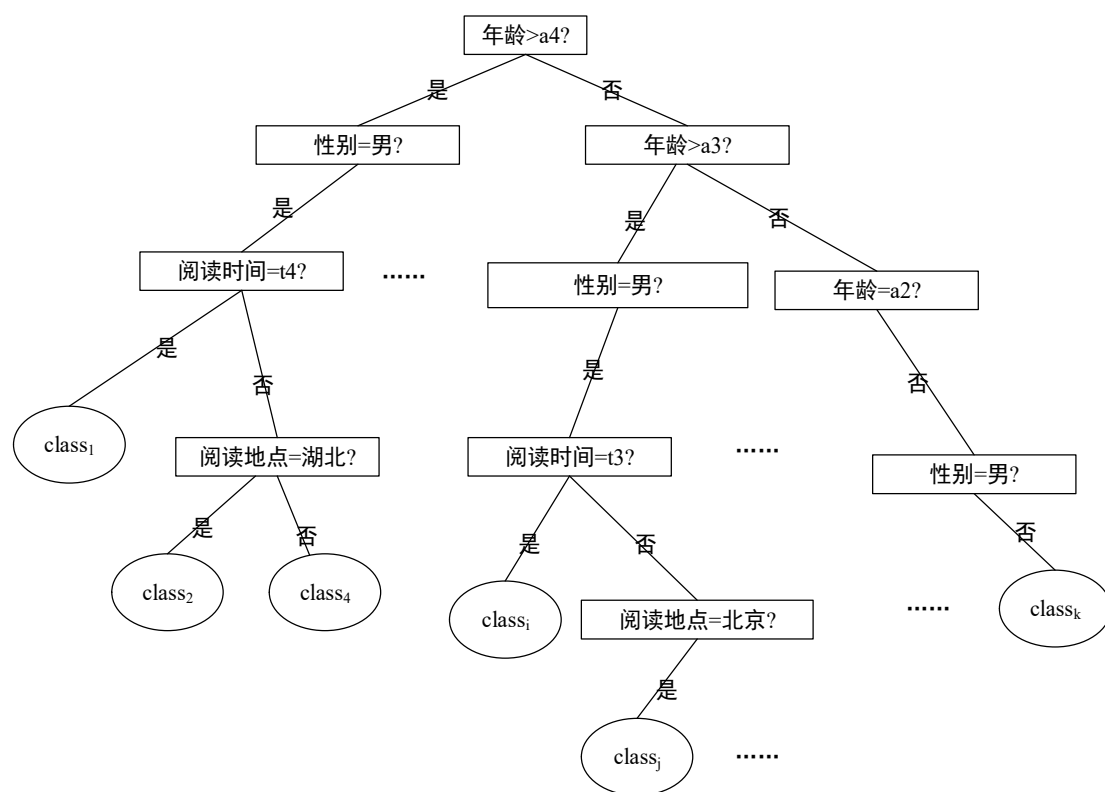 年龄>a4?
是
否
性别=男?
年龄>a3?
是
是
否
阅读时间=t4?
……
性别=男?
年龄=a2?
是
否
是
否
class1
阅读地点=湖北?
阅读时间=t3?
……
性别=男?
是
否
是
否
否
class2
class4
classi
阅读地点=北京?
……
classk
是
classj
……